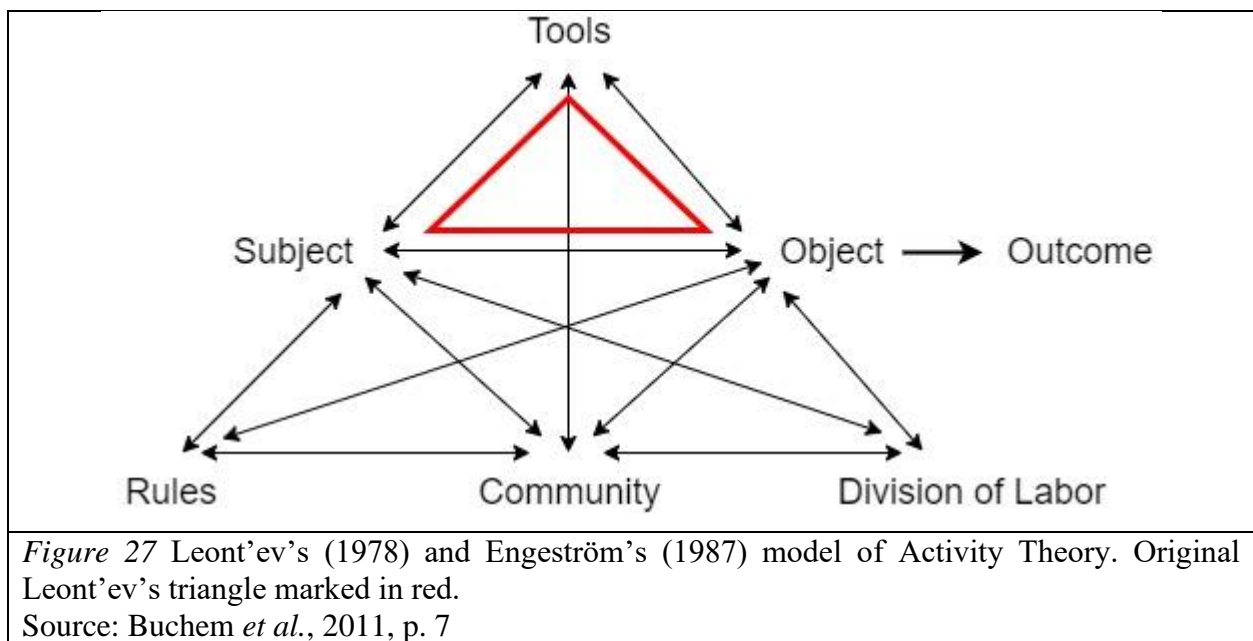 Tools
Subject Object Outcome
Rules Community Division of Labor
Figure 27 Leont’ev’s (1978) and Engeström’s (1987) model of Activity Theory. Original
Leont’ev’s triangle marked in red.
Source: Buchem et al., 2011, p. 7